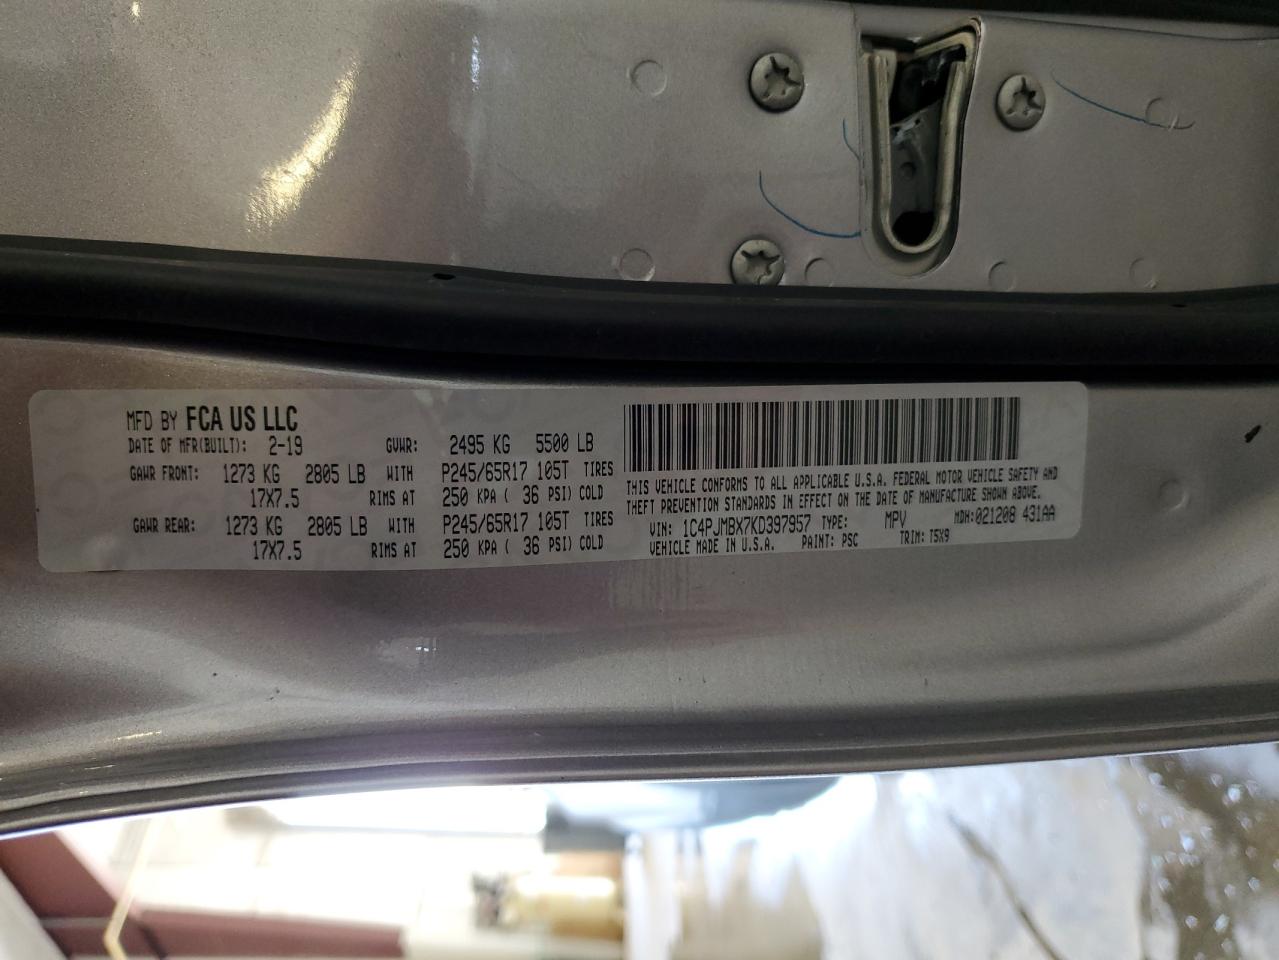 MFD BY FCA US LLC
DATE OF MFR(BUILT): 2-19 GVWR: 2495 KG 5500 LB
GAWR FRONT: 1273 KG 2805 LB WITH P245/65R17 105T TIRES
17X7.5 RIMS AT 250 KPA ( 36 PSI) COLD
GAWR REAR: 1273 KG 2805 LB WITH P245/65R17 105T TIRES
17X7.5 RIMS AT 250 KPA ( 36 PSI) COLD
THIS VEHICLE CONFORMS TO ALL APPLICABLE U.S.A. FEDERAL MOTOR VEHICLE SAFETY AND
THEFT PREVENTION STANDARDS IN EFFECT ON THE DATE OF MANUFACTURE SHOWN ABOVE.
VIN: 1C4PJMBX7KD397957 TYPE: MPV MDH:021208 431AA
VEHICLE MADE IN U.S.A. PAINT: PSC TRIM: T5X9